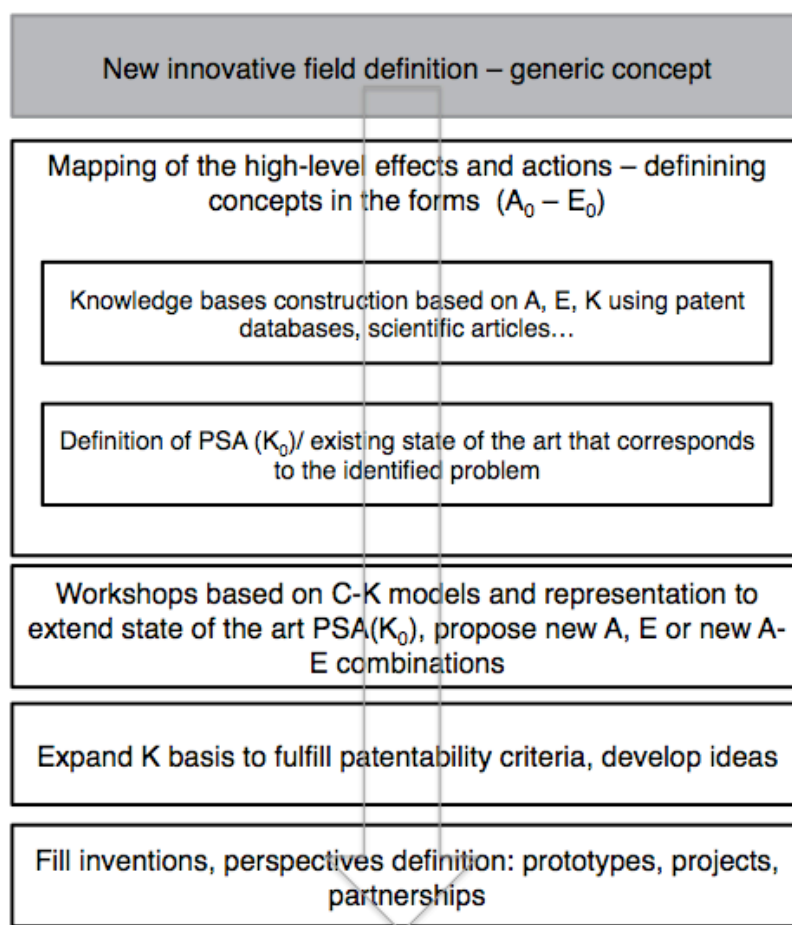 New innovative field definition – generic concept
Mapping of the high-level effects and actions – definining
concepts in the forms (A₀ – E₀)
Knowledge bases construction based on A, E, K using patent
databases, scientific articles…
Definition of PSA (K₀)/ existing state of the art that corresponds
to the identified problem
Workshops based on C-K models and representation to
extend state of the art PSA(K₀), propose new A, E or new A-
E combinations
Expand K basis to fulfill patentability criteria, develop ideas
Fill inventions, perspectives definition: prototypes, projects,
partnerships